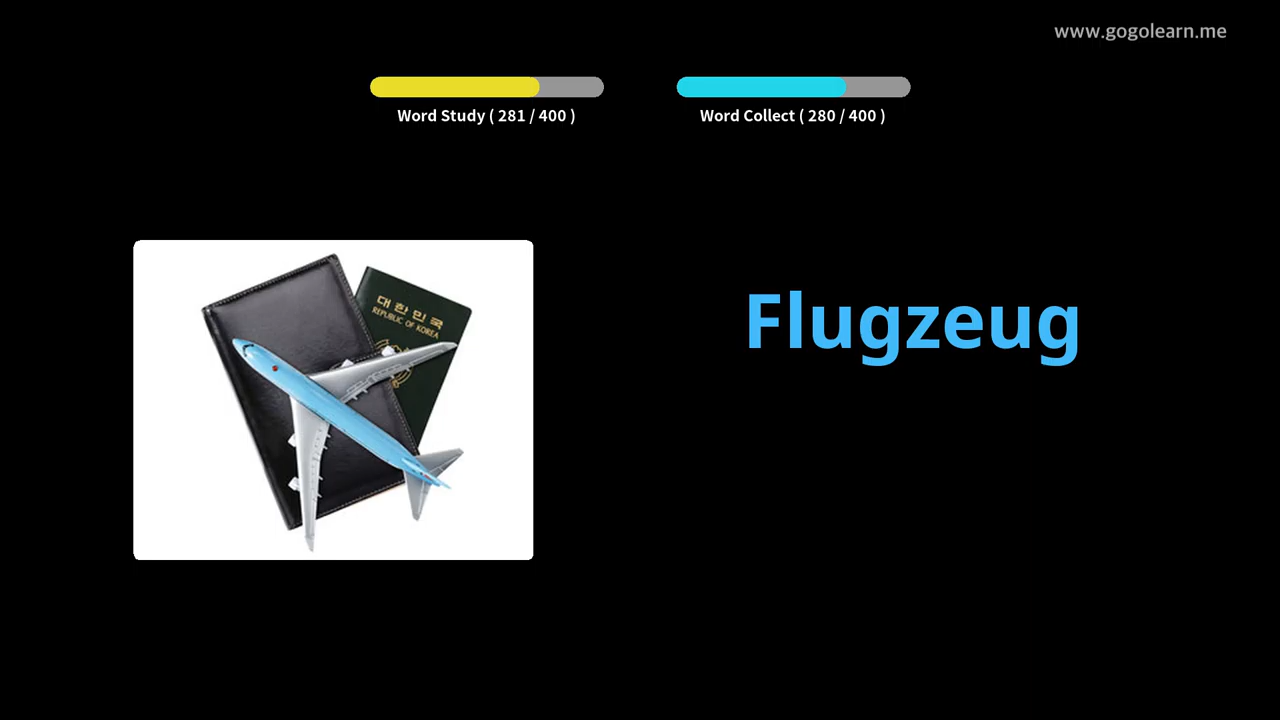 www.gogolearn.me
Word Study ( 281 / 400 )
Word Collect ( 280 / 400 )
대한민국
REPUBLIC OF KOREA
Flugzeug